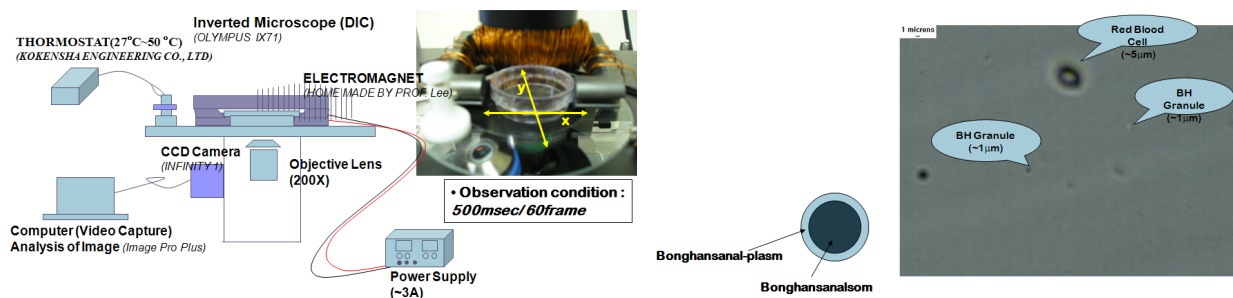 Inverted Microscope (DIC)
(OLYMPUS IX71)
THORMOSTAT(27°C~50 °C)
(KOKENSHA ENGINEERING CO., LTD)
ELECTROMAGNET
(HOME MADE BY PROF. Lee)
CCD Camera
(INFINITY 1)
Objective Lens
(200X)
Computer (Video Capture)
Analysis of Image (Image Pro Plus)
Power Supply
(~3A)
y
x
• Observation condition :
500msec/ 60frame
Bonghansanal-plasm
Bonghansanalsom
1 microns
Red Blood
Cell
(~5μm)
BH
Granule
(~1μm)
BH Granule
(~1μm)